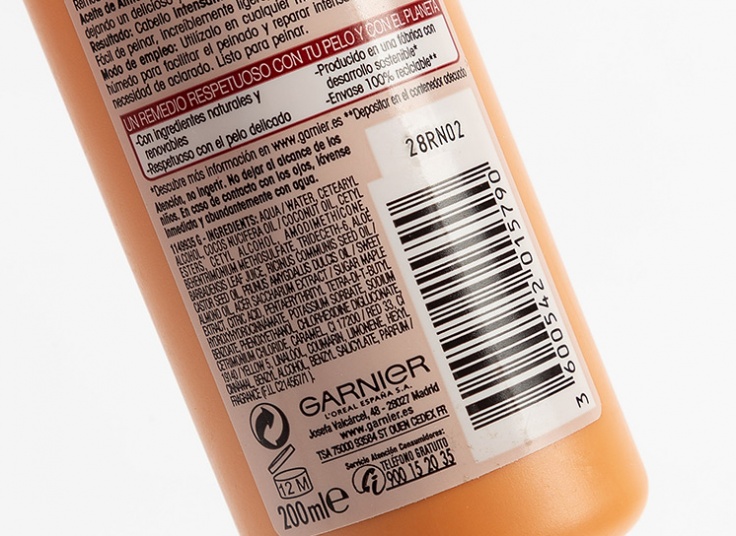 Aceite de
dejando un delicioso
Resultado: Cabello intensam
Fácil de peinar, increíblemente
Modo de empleo: Utilízalo en cualquier
húmedo para facilitar el peinado y reparar
necesidad de aclarado. Listo para peinar.
UN REMEDIO RESPETUOSO CON TU PELO Y CON EL PLANETA
-Con ingredientes naturales y
renovables
-Respetuoso con el pelo delicado
-Producido en una fábrica con
desarrollo sostenible*
-Envase 100% reciclable**
*Descubre más información en www.garnier.es **Depositar en el contenedor adecuado
Atención, no ingerir. No dejar al alcance de los
niños. En caso de contacto con los ojos, lávense
inmediata y abundantemente con agua.
28RN02
INGREDIENTS: AQUA / WATER, CETEARYL
ALCOHOL, COCOS NUCIFERA OIL / COCONUT OIL, CETYL
ESTERS, CETYL ALCOHOL, AMODIMETHICONE,
BEHENTRIMONIUM METHOSULFATE, TRIDECETH-6, ALOE
BARBADENSIS LEAF JUICE, RICINUS COMMUNIS SEED OIL /
CASTOR SEED OIL, PRUNUS AMYGDALIS DULCIS OIL / SWEET
ALMOND OIL, ACER SACCHARUM EXTRACT / SUGAR MAPLE
EXTRACT, CITRIC ACID, PENTAERYTHRITYL TETRA-DI-T-BUTYL
HYDROXYHYDROCINNAMATE, POTASSIUM SORBATE, SODIUM
BENZOATE, PHENOXYETHANOL, CHLORHEXIDINE DIGLUCONATE,
CETRIMONIUM CHLORIDE, CARAMEL, CI 17200 / RED 33, CI
19140 / YELLOW 5, LINALOOL, COUMARIN, LIMONENE, HEXYL
CINNAMAL, BENZYL ALCOHOL, BENZYL SALICYLATE, PARFUM /
FRAGRANCE
3 600542 015790
GARNIER
L'ORÉAL ESPAÑA S.A.
Josefa Valcárcel, 48 - 28027 Madrid
www.garnier.es
TSA 75000 93584 ST OUEN CEDEX FR
Servicio Atención Consumidores:
TELÉFONO GRATUITO
900 15 20 35
12 M
200ml e